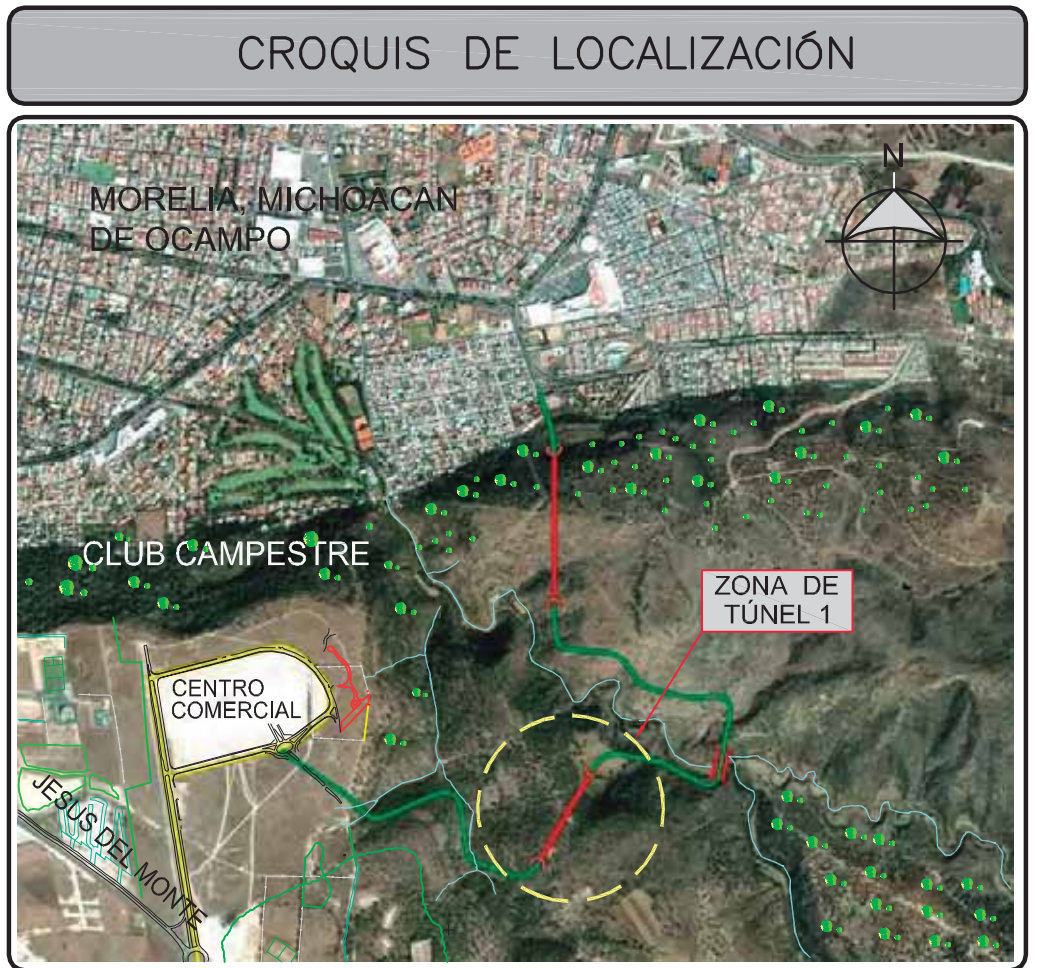 CROQUIS DE LOCALIZACIÓN
MORELIA, MICHOACAN
DE OCAMPO
N
CLUB CAMPESTRE
ZONA DE
TÚNEL 1
CENTRO
COMERCIAL
JESUS DEL MONTE